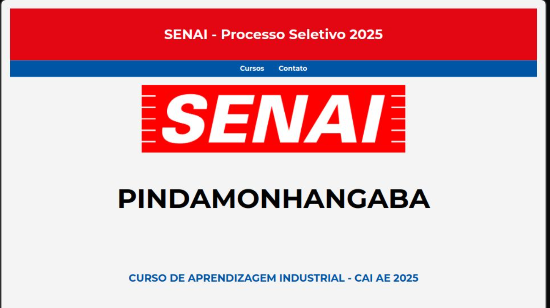 SENAI - Processo Seletivo 2025
Cursos Contato
SENAI
PINDAMONHANGABA
CURSO DE APRENDIZAGEM INDUSTRIAL - CAI AE 2025